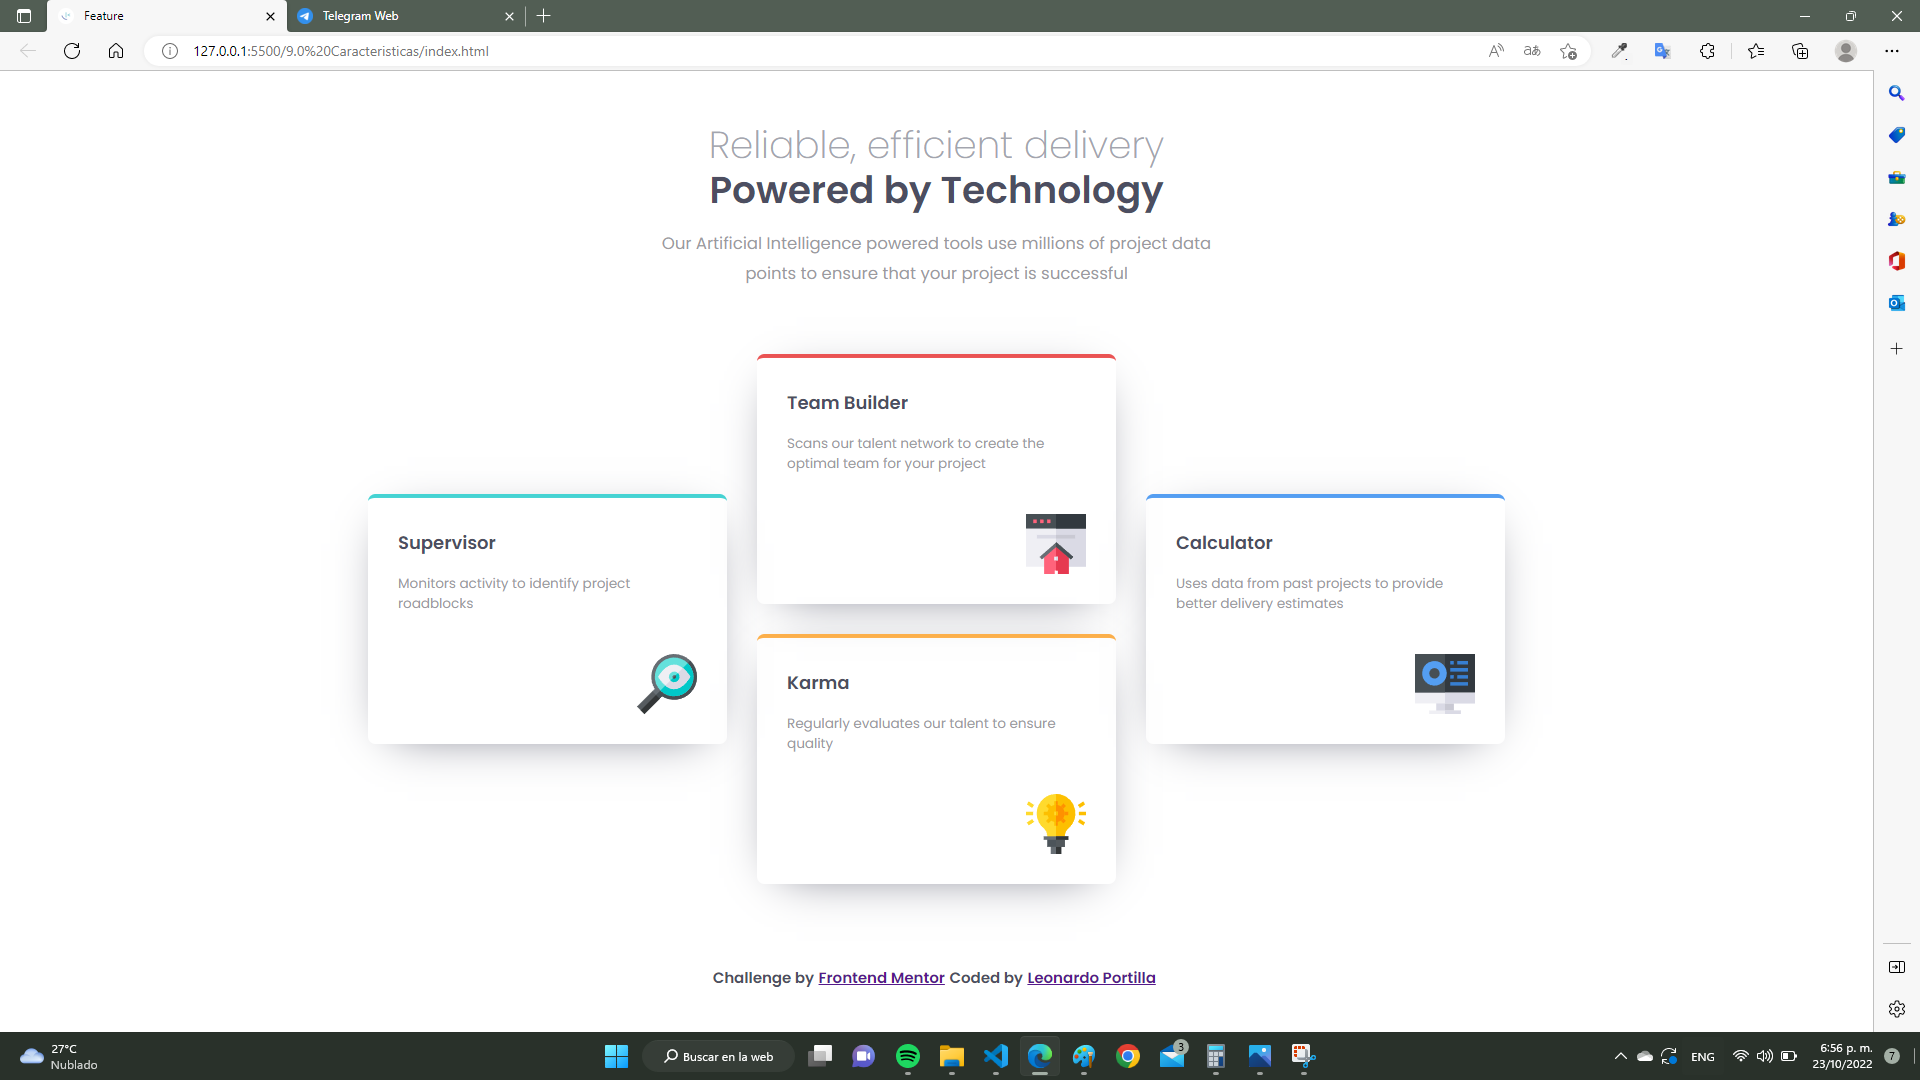 Feature
Telegram Web
127.0.0.1:5500/9.0%20Caracteristicas/index.html
Reliable, efficient delivery
Powered by Technology
Our Artificial Intelligence powered tools use millions of project data
points to ensure that your project is successful
Team Builder
Scans our talent network to create the
optimal team for your project
Supervisor
Monitors activity to identify project
roadblocks
Calculator
Uses data from past projects to provide
better delivery estimates
Karma
Regularly evaluates our talent to ensure
quality
Challenge by Frontend Mentor Coded by Leonardo Portilla
27°C
Nublado
Buscar en la web
3
ENG
6:56 p. m.
23/10/2022
7